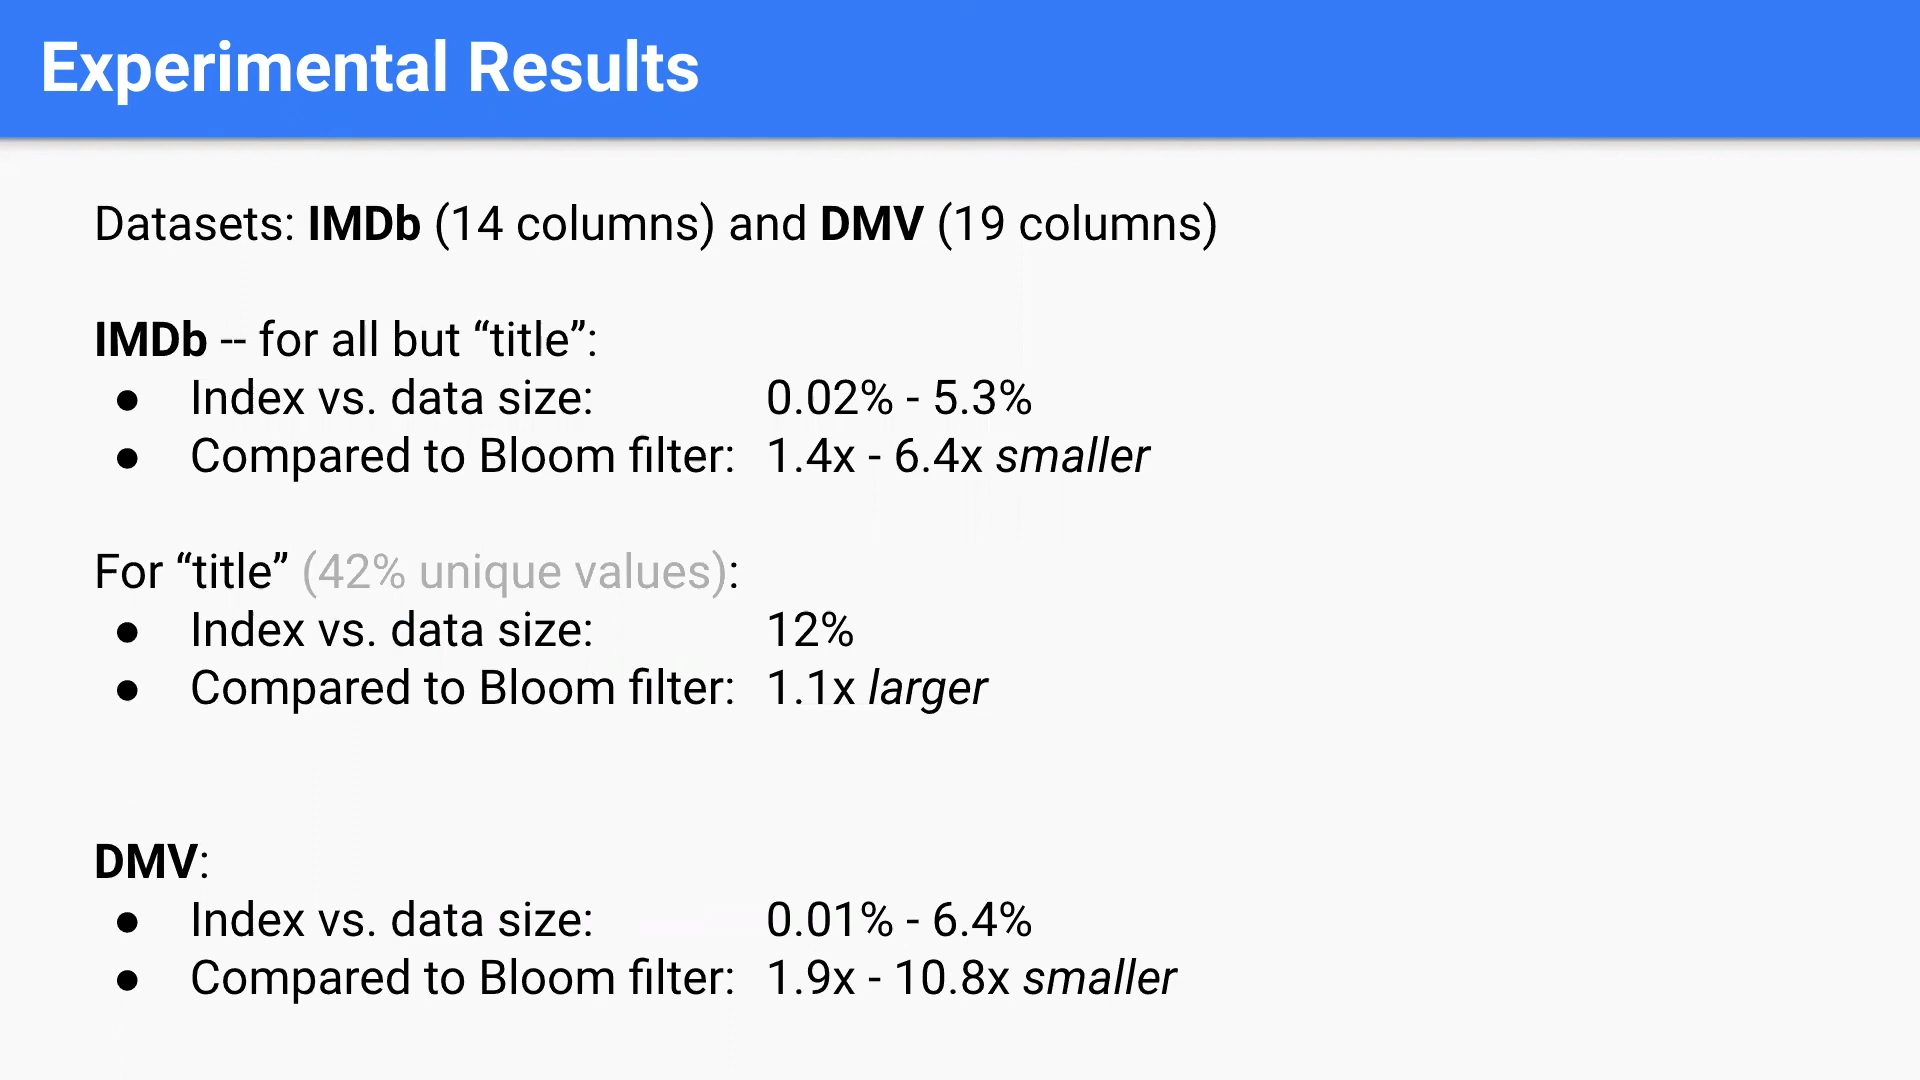 Experimental Results
Datasets: IMDb (14 columns) and DMV (19 columns)
IMDb -- for all but “title”:
● Index vs. data size: 0.02% - 5.3%
● Compared to Bloom filter: 1.4x - 6.4x smaller
For “title” (42% unique values):
● Index vs. data size: 12%
● Compared to Bloom filter: 1.1x larger
DMV:
● Index vs. data size: 0.01% - 6.4%
● Compared to Bloom filter: 1.9x - 10.8x smaller